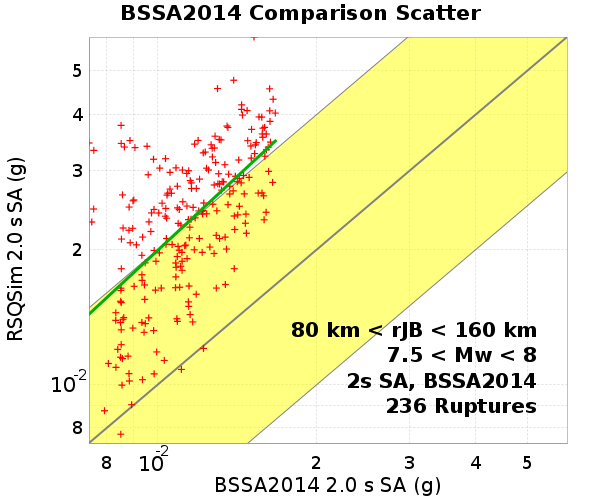 BSSA2014 Comparison Scatter
RSQSim 2.0 s SA (g)
5
4
3
2
10-2
8
80 km < rJB < 160 km
7.5 < Mw < 8
2s SA, BSSA2014
236 Ruptures
8 10-2 2 3 4 5
BSSA2014 2.0 s SA (g)